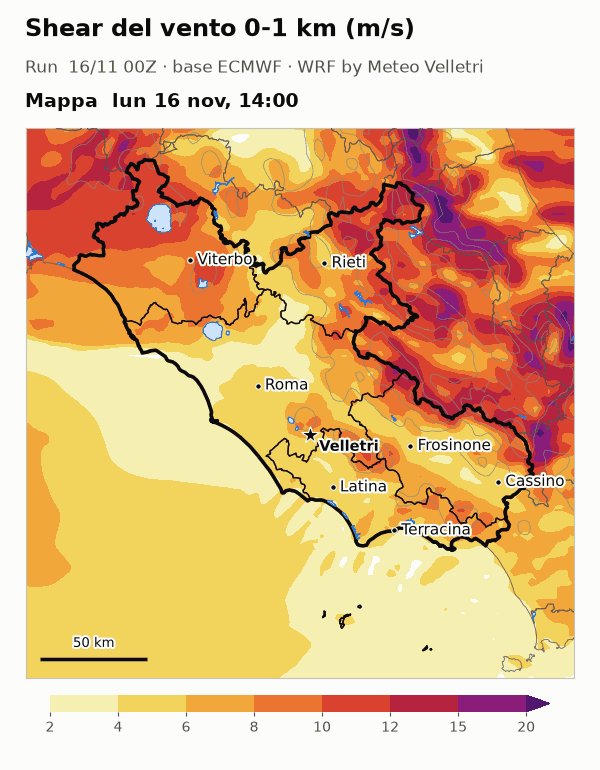 Shear del vento 0-1 km (m/s)
Run  16/11 00Z · base ECMWF · WRF by Meteo Velletri
Mappa  lun 16 nov, 14:00
Viterbo
Rieti
Roma
Velletri
Frosinone
Cassino
Latina
Terracina
50 km
2 4 6 8 10 12 15 20